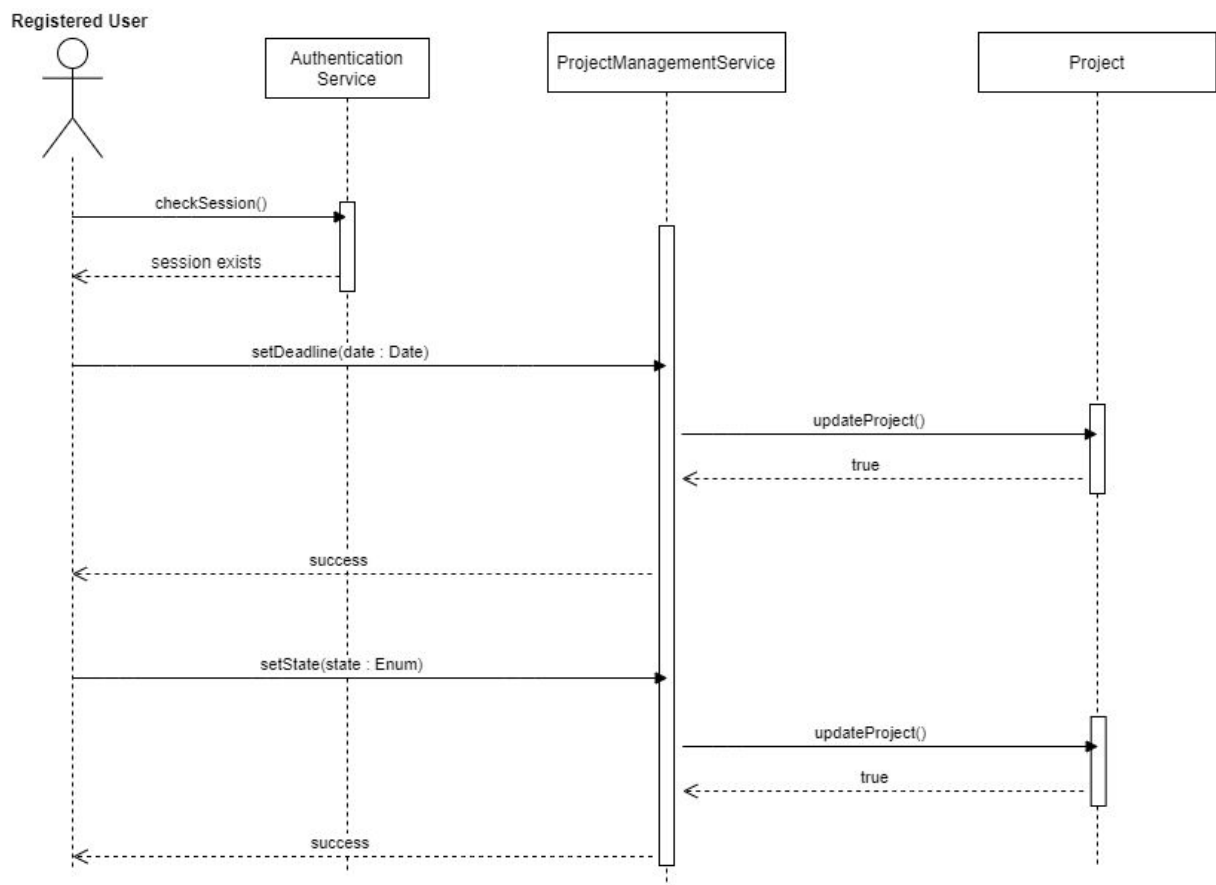 Registered User
Authentication
Service
ProjectManagementService
Project
checkSession()
session exists
setDeadline(date : Date)
updateProject()
true
success
setState(state : Enum)
updateProject()
true
success